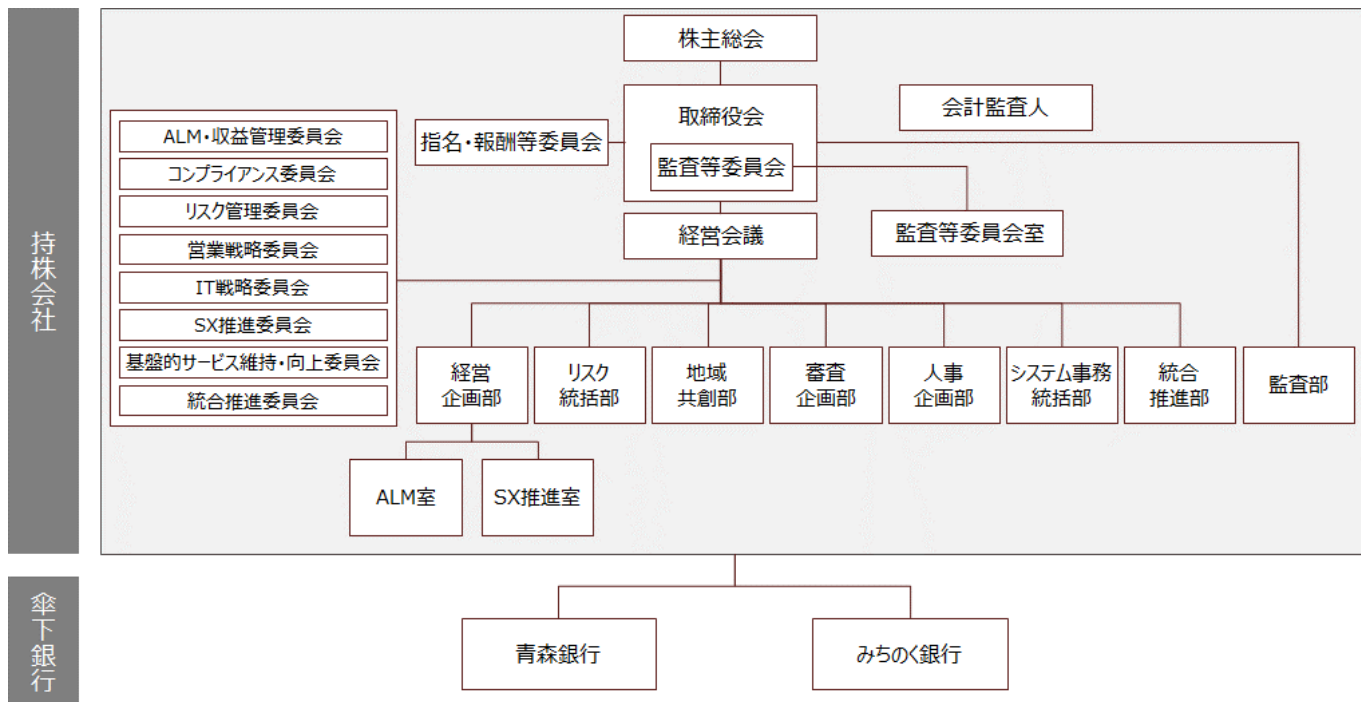 持株会社
株主総会
取締役会
会計監査人
指名・報酬等委員会
監査等委員会
監査等委員会室
経営会議
ALM・収益管理委員会
コンプライアンス委員会
リスク管理委員会
営業戦略委員会
IT戦略委員会
SX推進委員会
基盤的サービス維持・向上委員会
統合推進委員会
経営
企画部
リスク
統括部
地域
共創部
審査
企画部
人事
企画部
システム事務
統括部
統合
推進部
監査部
ALM室
SX推進室
傘下銀行
青森銀行
みちのく銀行